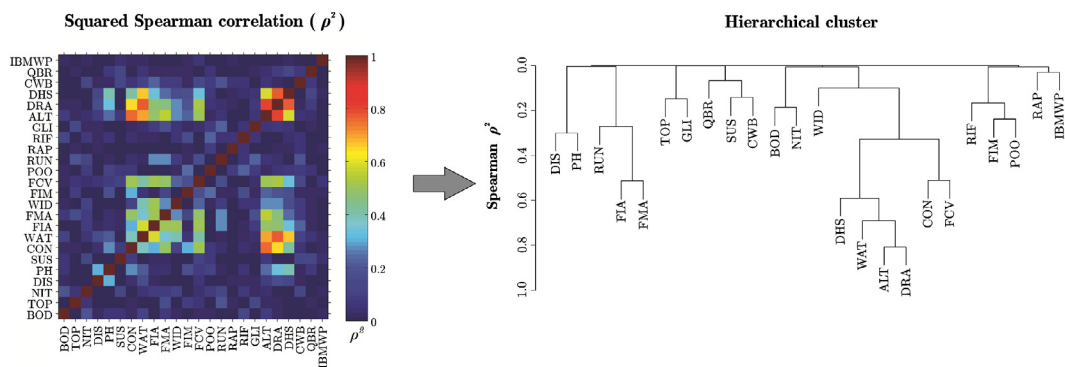 Squared Spearman correlation ( ρ²)
IBMWP
QBR
CWB
DHS
DRA
ALT
GLI
RIF
RAP
RUN
POO
FCV
FIM
WID
FMA
FIA
WAT
CON
SUS
PH
DIS
NIT
TOP
BOD
BOD
TOP
NIT
DIS
PH
SUS
CON
WAT
FIA
FMA
WID
FIM
FCV
POO
RUN
RAP
RIF
GLI
ALT
DRA
DHS
CWB
QBR
IBMWP
1
0.8
0.6
0.4
0.2
0
ρ²
Hierarchical cluster
Spearman ρ²
0.0
0.2
0.4
0.6
0.8
1.0
DIS
PH
RUN
FIA
FMA
TOP
GLI
QBR
SUS
CWB
BOD
NIT
WID
DHS
WAT
ALT
DRA
CON
FCV
RIF
FIM
POO
RAP
IBMWP